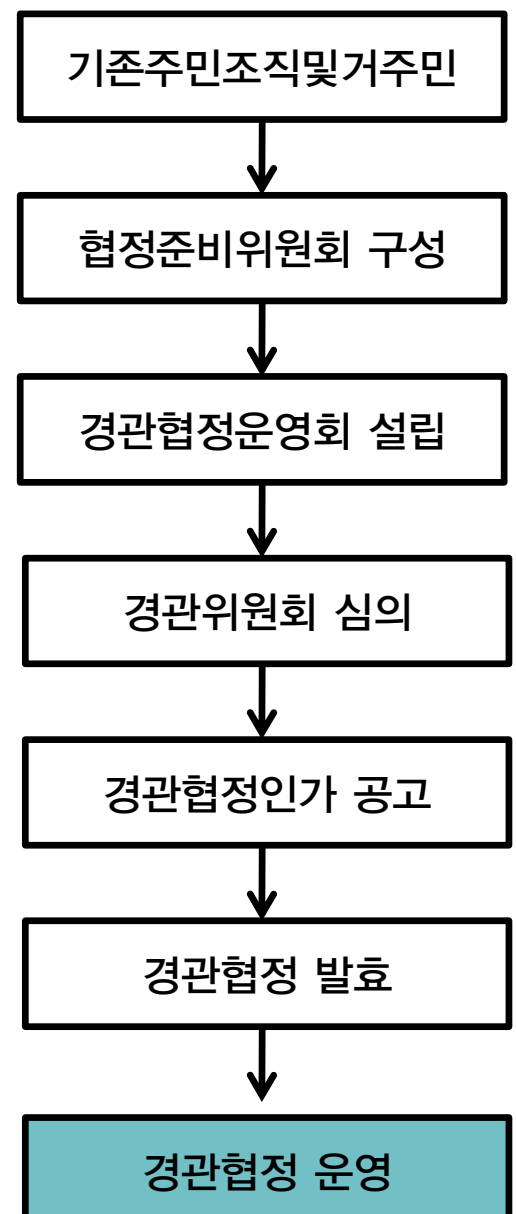 기존주민조직및거주민
협정준비위원회 구성
경관협정운영회 설립
경관위원회 심의
경관협정인가 공고
경관협정 발효
경관협정 운영